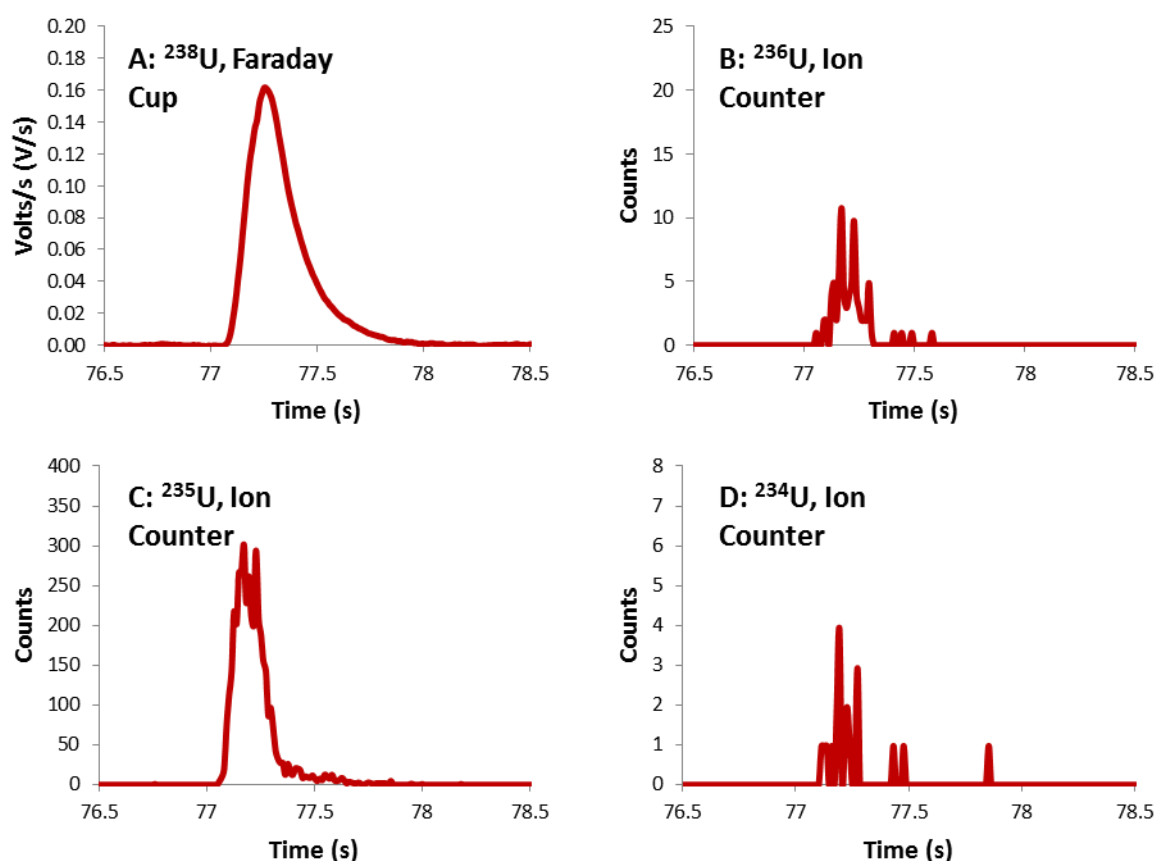 A: ²³⁸U, Faraday
Cup
Volts/s (V/s)
0.20
0.18
0.16
0.14
0.12
0.10
0.08
0.06
0.04
0.02
0.00
76.5 77 77.5 78 78.5
Time (s)
B: ²³⁶U, Ion
Counter
Counts
25
20
15
10
5
0
76.5 77 77.5 78 78.5
Time (s)
C: ²³⁵U, Ion
Counter
Counts
400
350
300
250
200
150
100
50
0
76.5 77 77.5 78 78.5
Time (s)
D: ²³⁴U, Ion
Counter
Counts
8
7
6
5
4
3
2
1
0
76.5 77 77.5 78 78.5
Time (s)